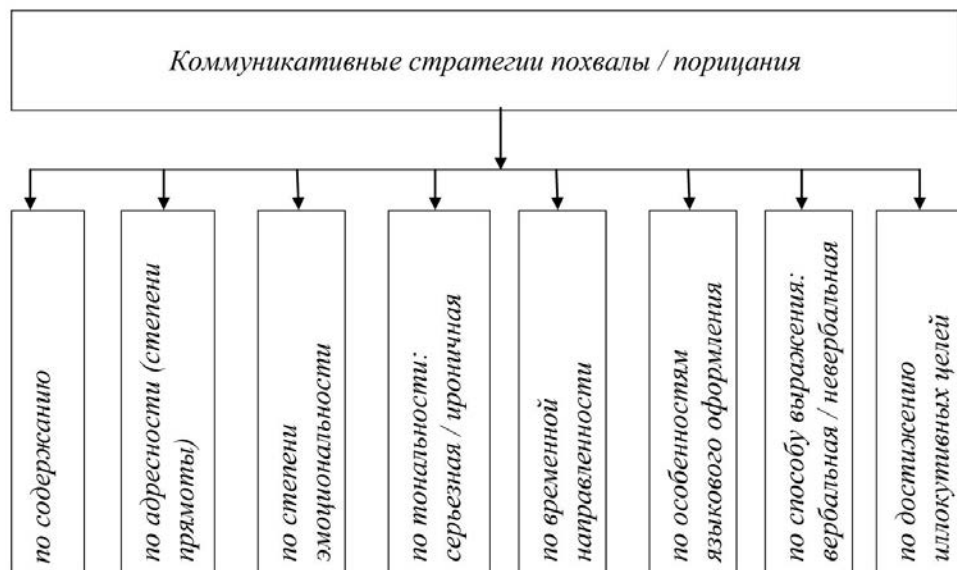 Коммуникативные стратегии похвалы / порицания
по содержанию
по адресности (степени
прямоты)
по степени
эмоциональности
по тональности:
серьезная / ироничная
по временной
направленности
по особенностям
языкового оформления
по способу выражения:
вербальная / невербальная
по достижению
иллокутивных целей